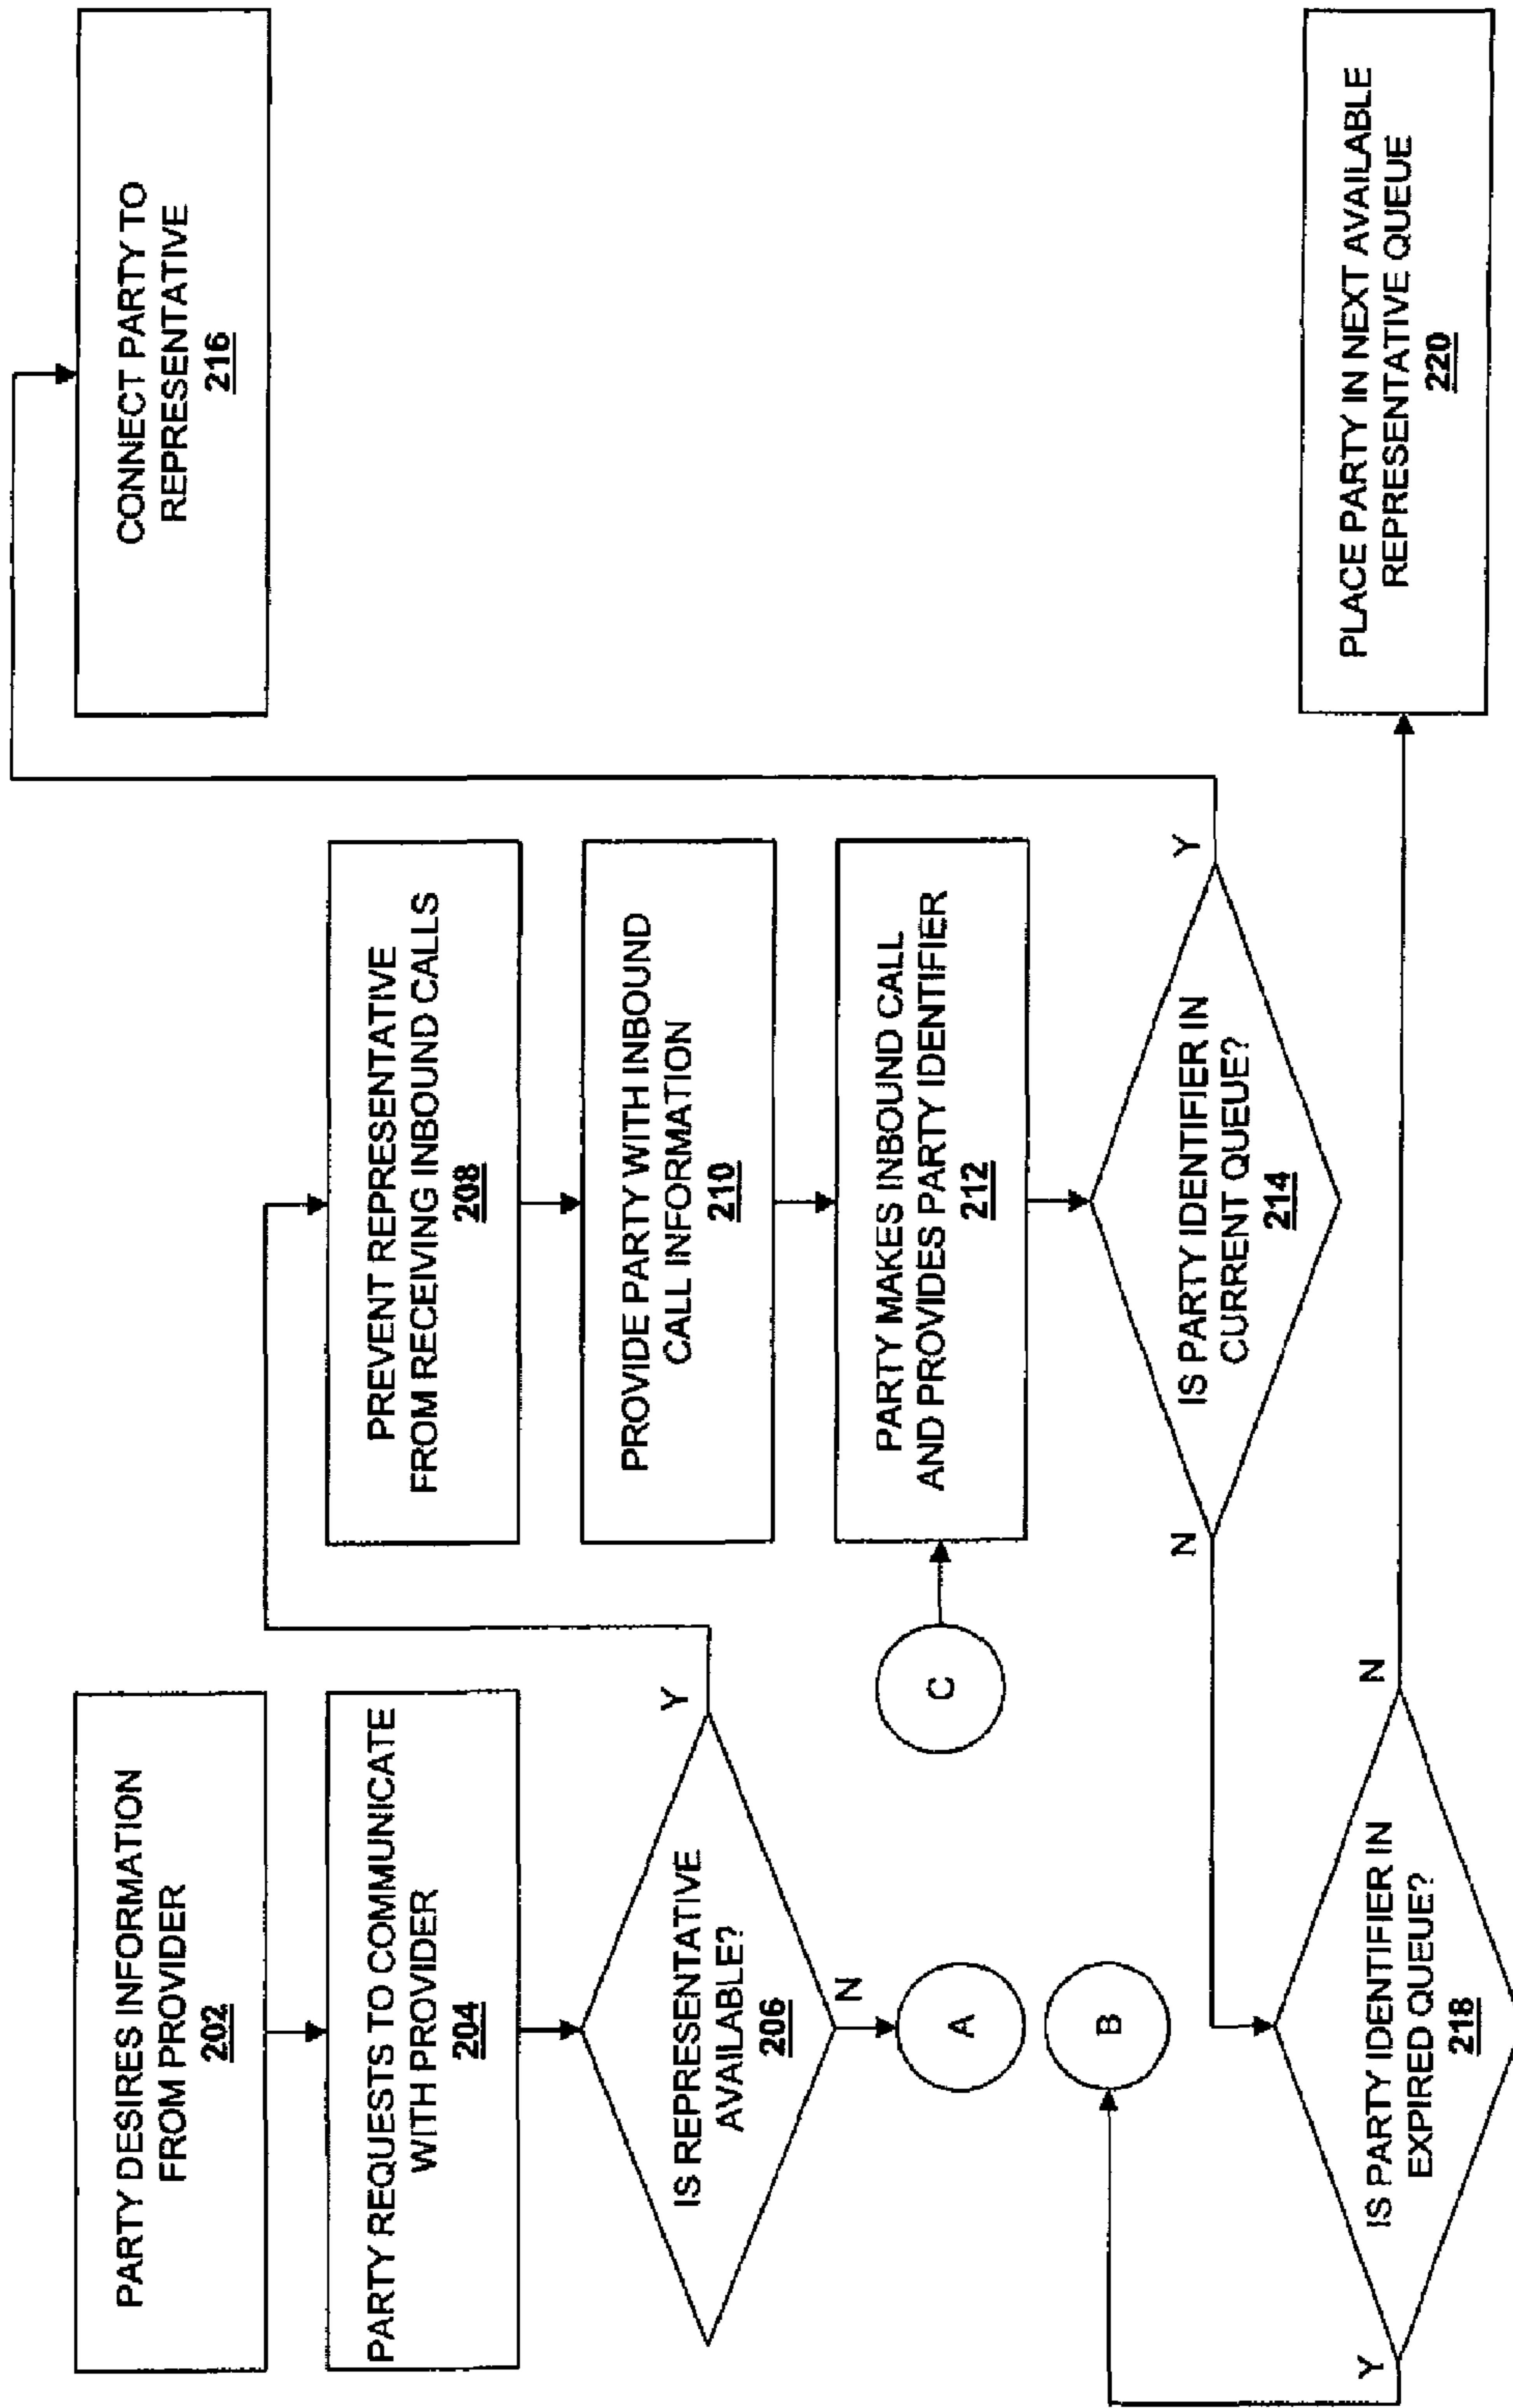 PARTY DESIRES INFORMATION
FROM PROVIDER
202
PARTY REQUESTS TO COMMUNICATE
WITH PROVIDER
204
IS REPRESENTATIVE
AVAILABLE?
206
Y
N
A
B
PREVENT REPRESENTATIVE
FROM RECEIVING INBOUND CALLS
208
PROVIDE PARTY WITH INBOUND
CALL INFORMATION
210
C
PARTY MAKES INBOUND CALL
AND PROVIDES PARTY IDENTIFIER
212
IS PARTY IDENTIFIER IN
CURRENT QUEUE?
214
N
Y
CONNECT PARTY TO
REPRESENTATIVE
216
IS PARTY IDENTIFIER IN
EXPIRED QUEUE?
218
Y
N
PLACE PARTY IN NEXT AVAILABLE
REPRESENTATIVE QUEUE
220